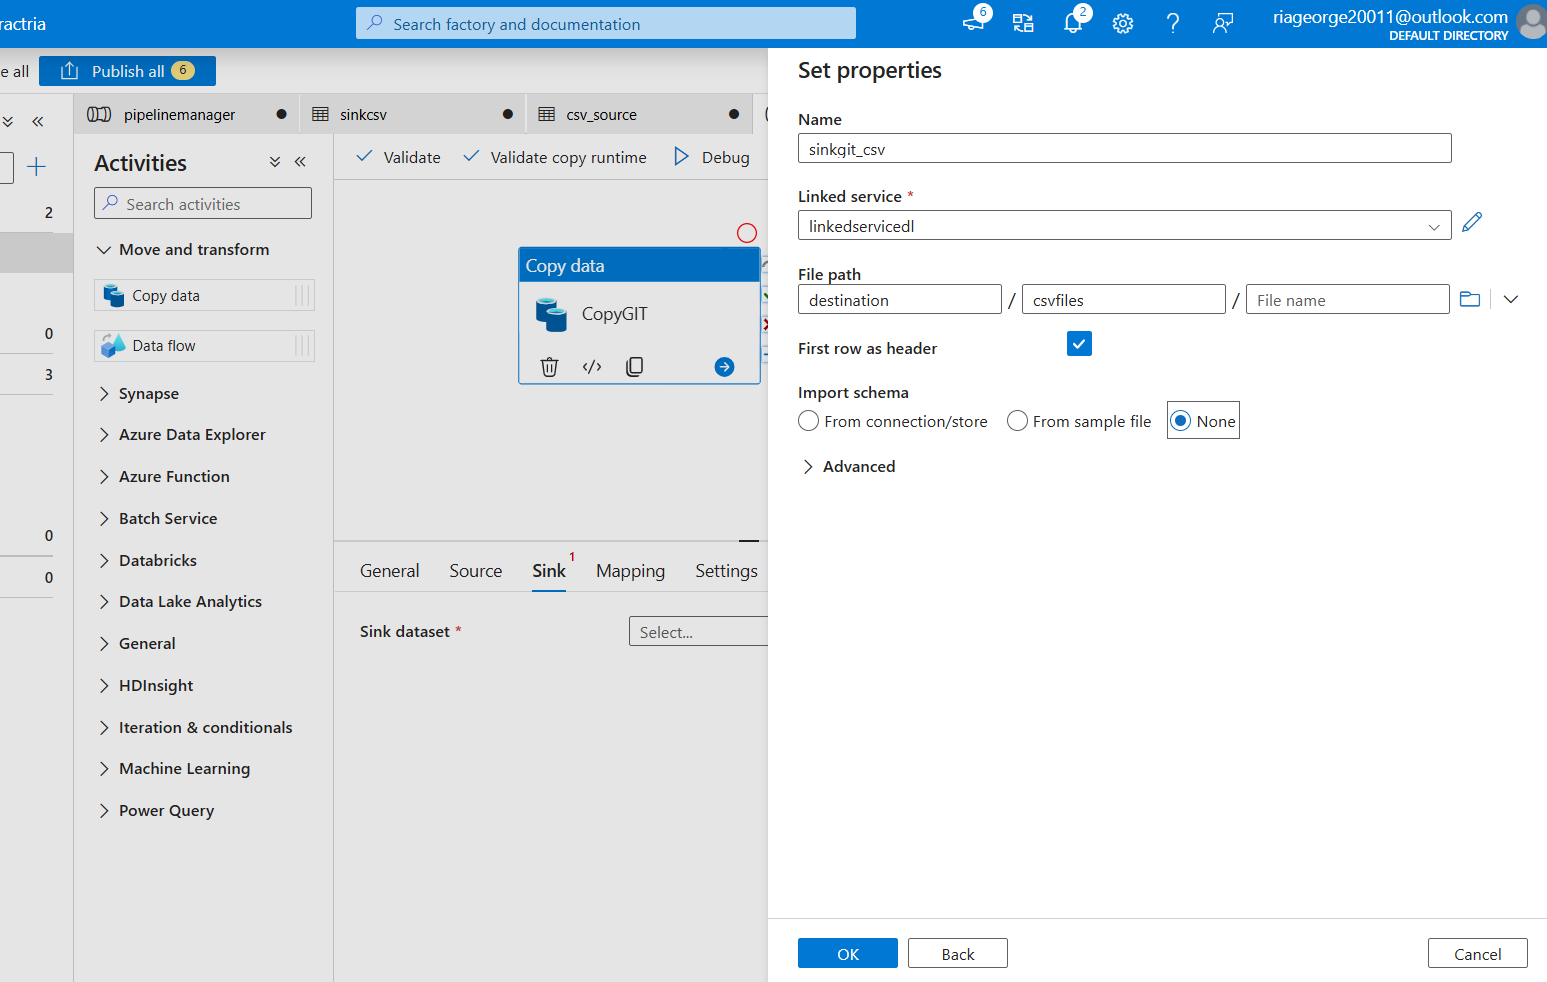 ractria
Search factory and documentation
6
2
riageorge20011@outlook.com
DEFAULT DIRECTORY
e all
Publish all 6
pipelinemanager
sinkcsv
csv_source
2
0
3
0
0
Activities
Search activities
Move and transform
Copy data
Data flow
Synapse
Azure Data Explorer
Azure Function
Batch Service
Databricks
Data Lake Analytics
General
HDInsight
Iteration & conditionals
Machine Learning
Power Query
Validate
Validate copy runtime
Debug
Copy data
CopyGIT
General
Source
Sink 1
Mapping
Settings
Sink dataset *
Select...
Set properties
Name
sinkgit_csv
Linked service *
linkedservicedl
File path
destination / csvfiles / File name
First row as header
Import schema
From connection/store
From sample file
None
Advanced
OK
Back
Cancel